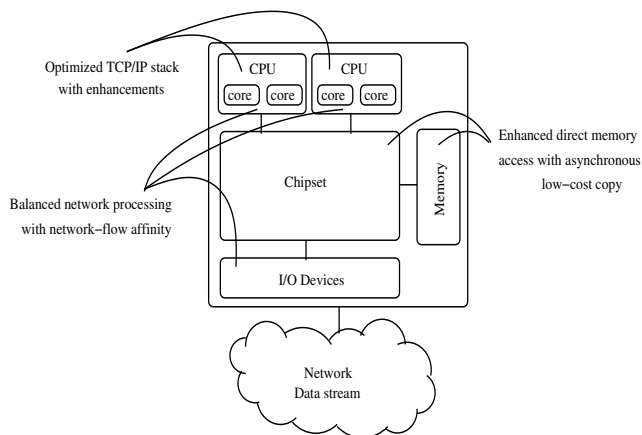 Optimized TCP/IP stack
with enhancements
CPU
core core
CPU
core core
Enhanced direct memory
access with asynchronous
low−cost copy
Chipset
Memory
Balanced network processing
with network−flow affinity
I/O Devices
Network
Data stream